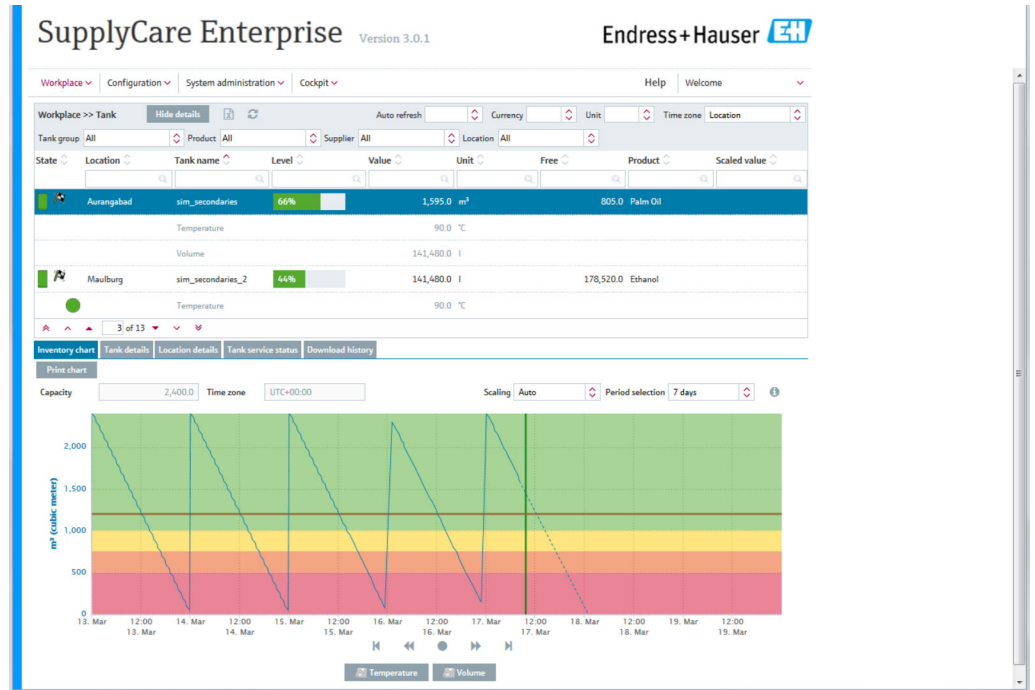 SupplyCare Enterprise Version 3.0.1
Endress+Hauser EH
Workplace Configuration System administration Cockpit Help Welcome
Workplace >> Tank Hide details Auto refresh Currency Unit Time zone Location
Tank group All Product All Supplier All Location All
State Location Tank name Level Value Unit Free Product Scaled value
Aurangabad sim_secondaries 66% 1,595.0 m³ 805.0 Palm Oil
Temperature 90.0 °C
Volume 141,480.0 l
Maulburg sim_secondaries_2 44% 141,480.0 l 178,520.0 Ethanol
Temperature 90.0 °C
3 of 13
Inventory chart Tank details Location details Tank service status Download history
Print chart
Capacity 2,400.0 Time zone UTC+00:00 Scaling Auto Period selection 7 days
m³ (cubic meter)
2,000
1,500
1,000
500
0
13. Mar 12:00 14. Mar 12:00 15. Mar 12:00 16. Mar 12:00 17. Mar 12:00 18. Mar 12:00 19. Mar 12:00
13. Mar 14. Mar 15. Mar 16. Mar 17. Mar 18. Mar 19. Mar
Temperature Volume